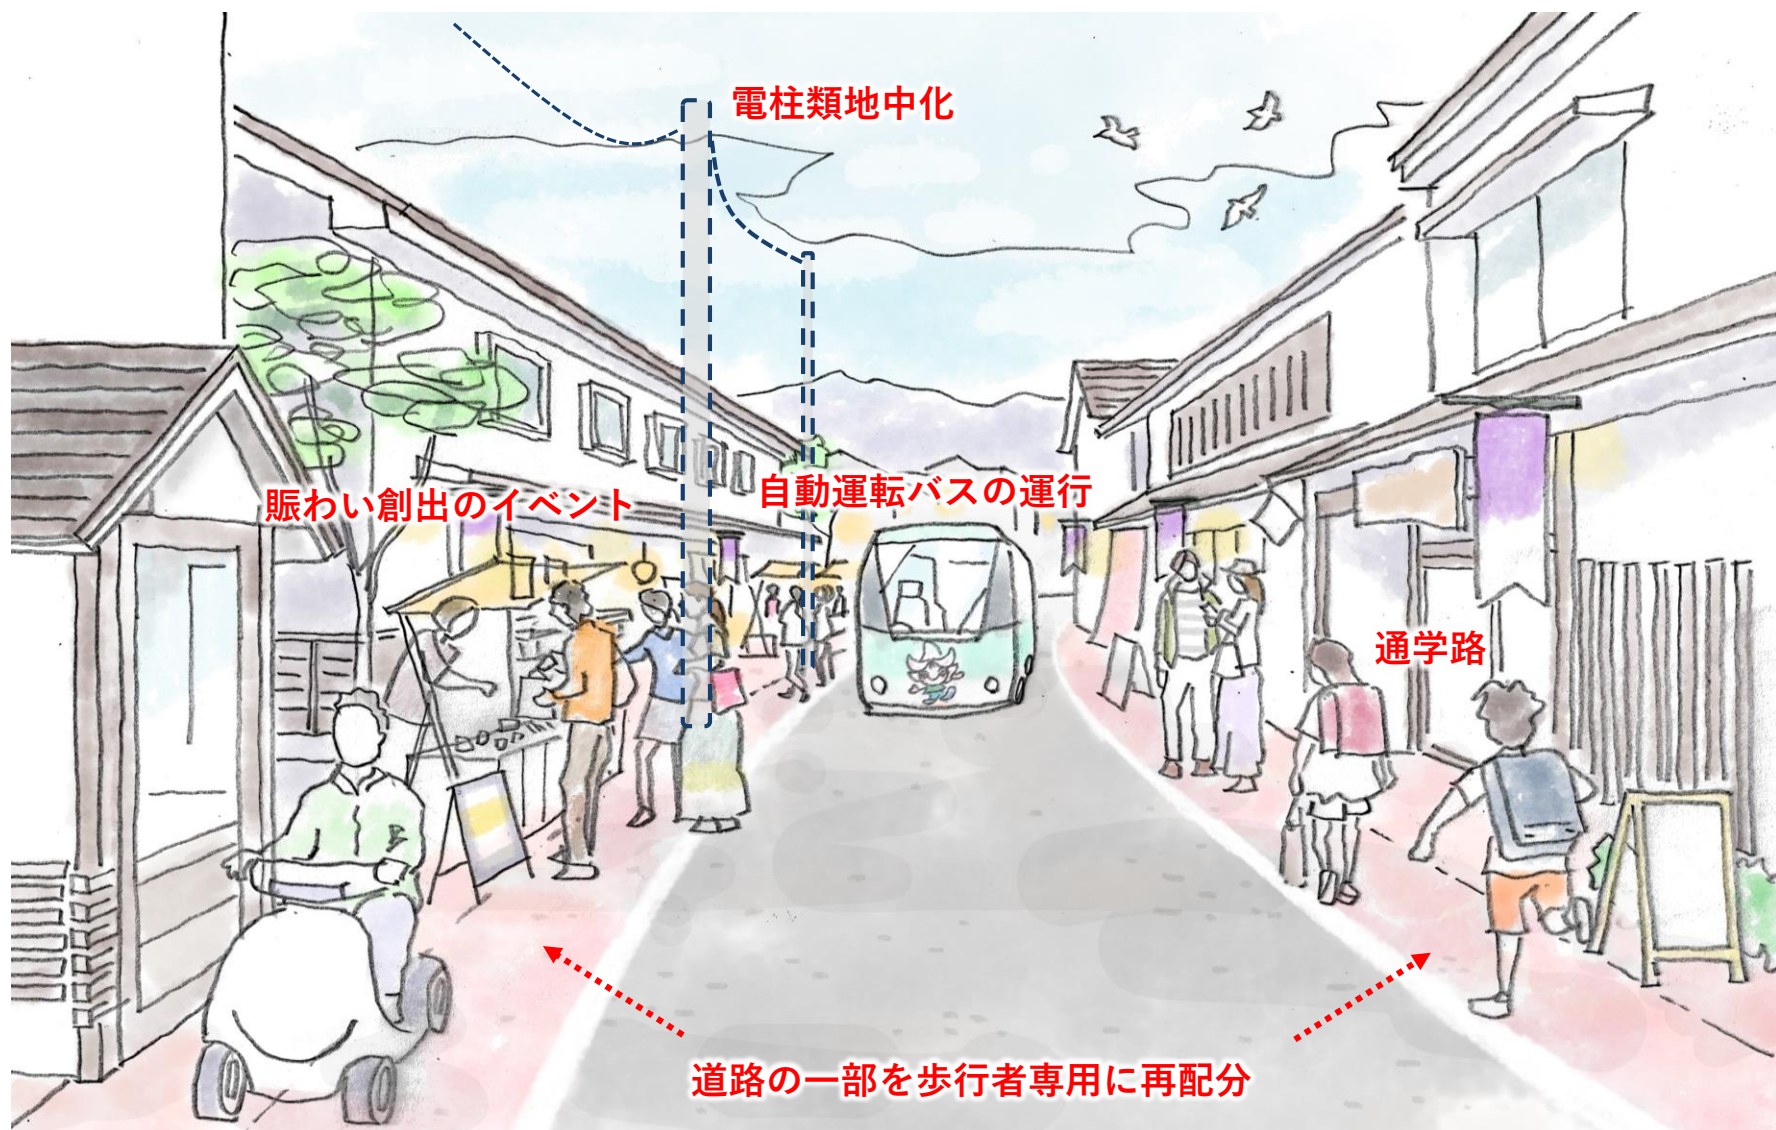 電柱類地中化
賑わい創出のイベント
自動運転バスの運行
通学路
道路の一部を歩行者専用に再配分